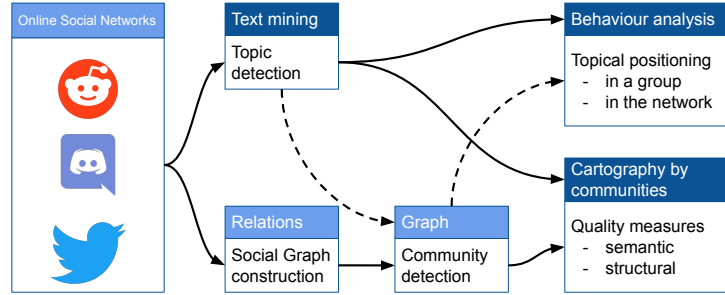 Online Social Networks
Text mining
Topic
detection
Relations
Social Graph
construction
Graph
Community
detection
Behaviour analysis
Topical positioning
- in a group
- in the network
Cartography by
communities
Quality measures
- semantic
- structural